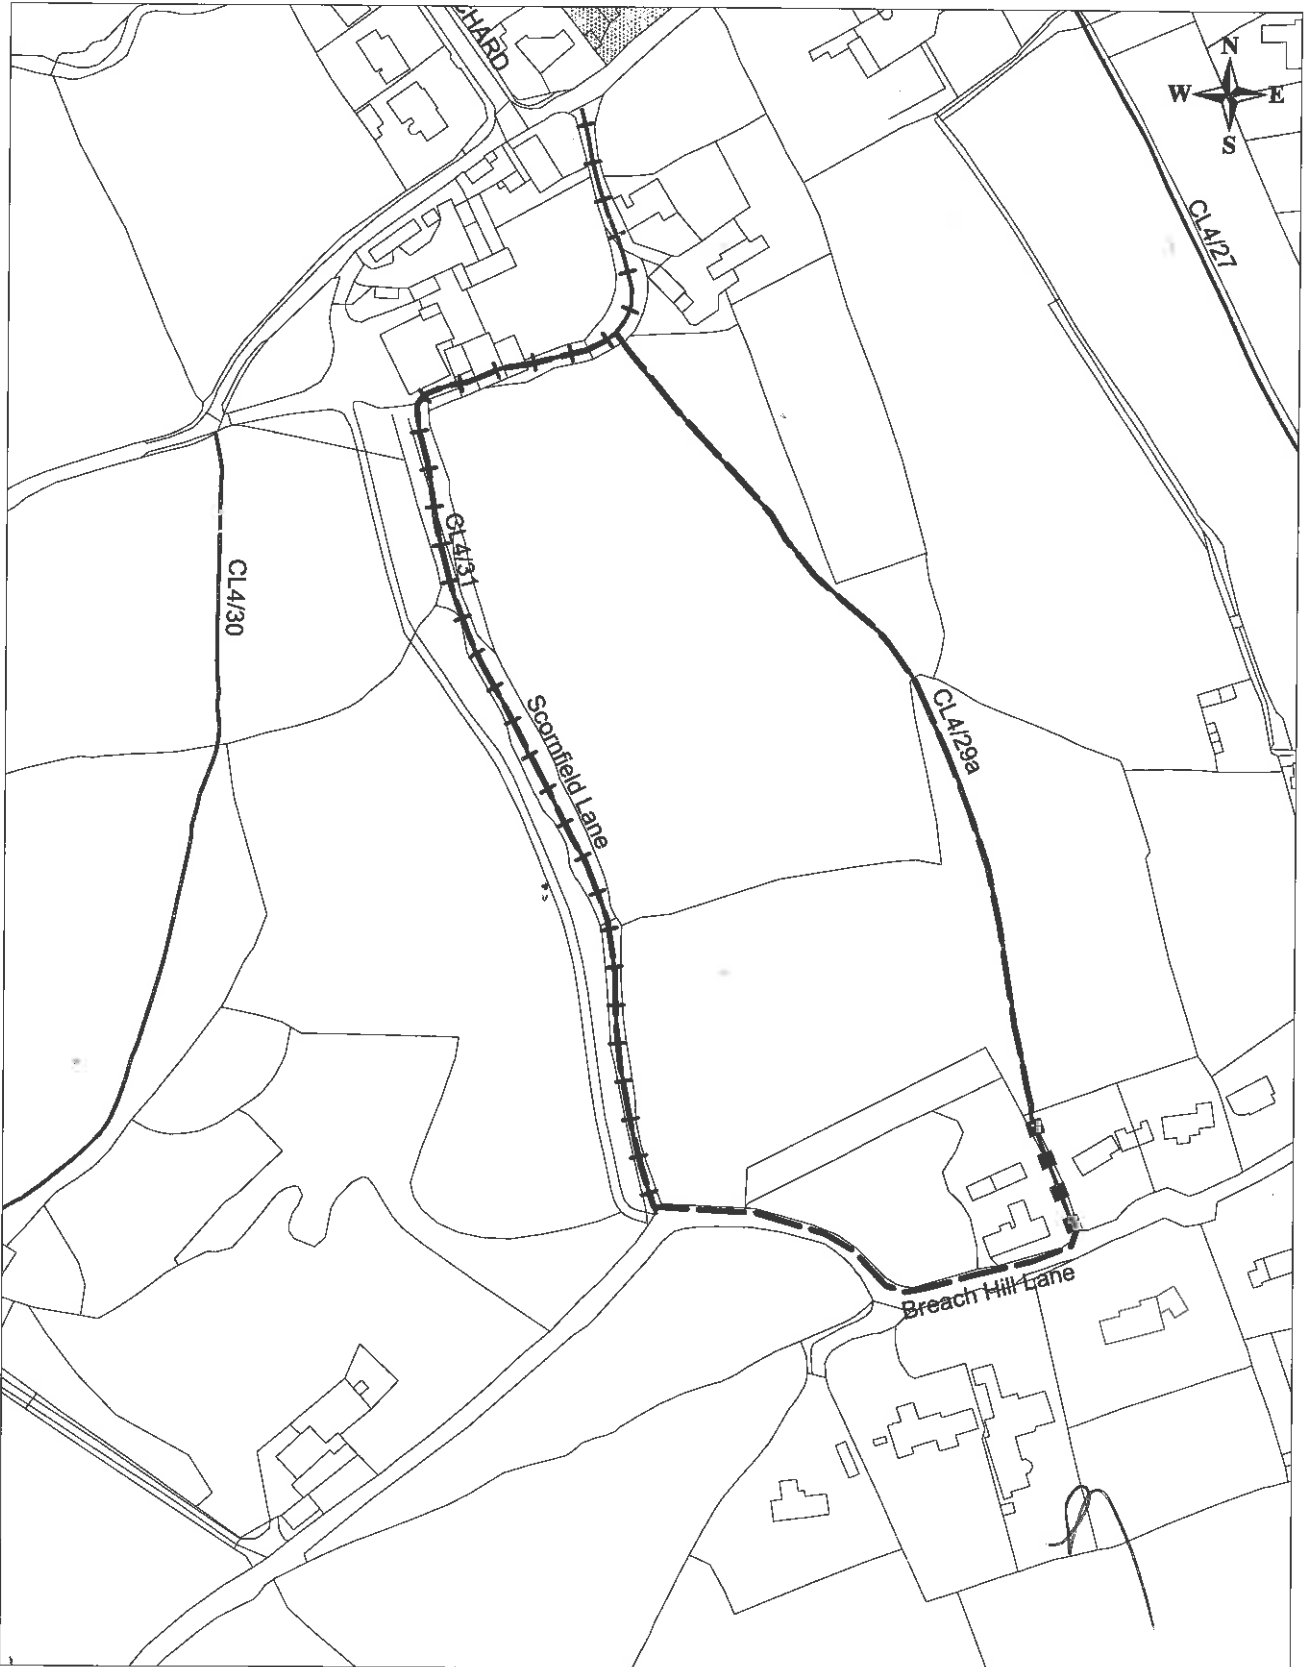 CHARD
N
W E
S
CL4/27
CL4/31
CL4/30
Scornfield Lane
CL4/29a
Breach Hill Lane